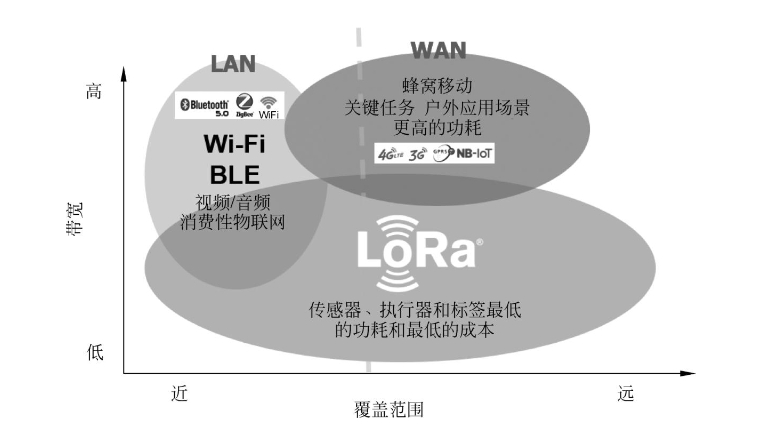 LAN
WAN
高
蜂窝移动
关键任务 户外应用场景
更高的功耗
Bluetooth 5.0 ZigBee WiFi
4G LTE 3G GPRS NB-IoT
Wi-Fi
BLE
视频/音频
消费性物联网
带宽
LoRa®
传感器、执行器和标签最低
的功耗和最低的成本
低
近
远
覆盖范围